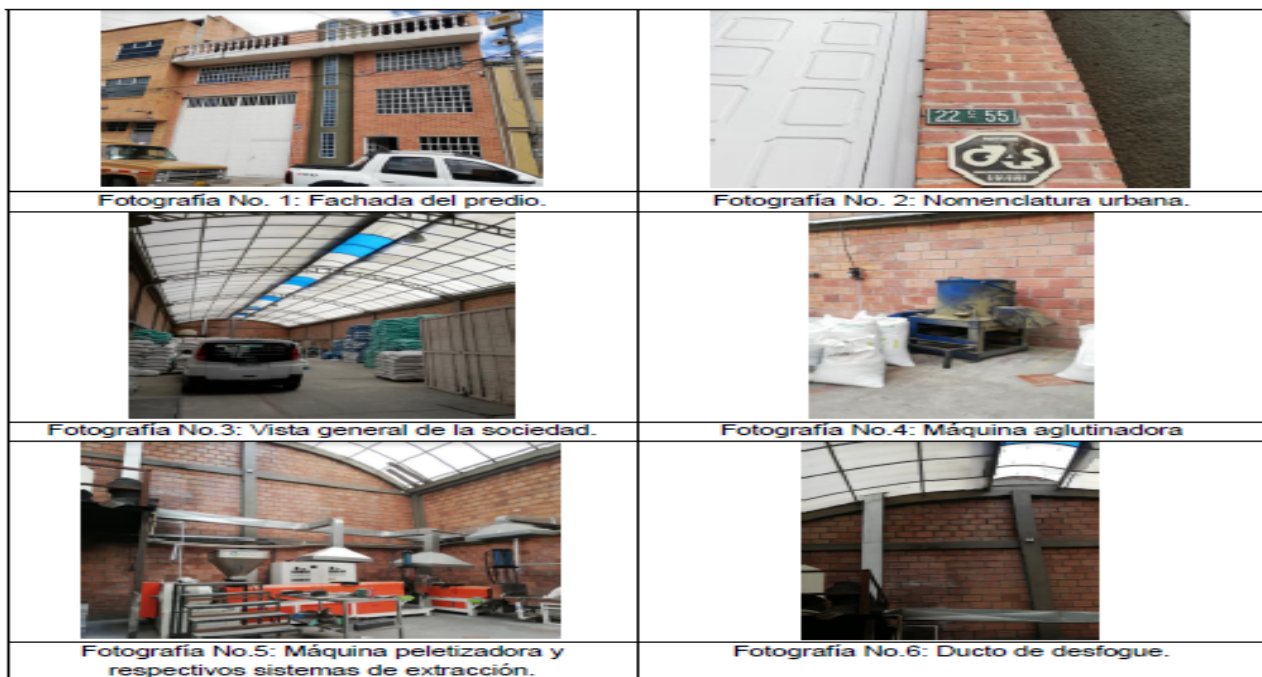 Fotografía No. 1: Fachada del predio.
22 C 55
Fotografía No. 2: Nomenclatura urbana.
Fotografía No.3: Vista general de la sociedad.
Fotografía No.4: Máquina aglutinadora
Fotografía No.5: Máquina peletizadora y
respectivos sistemas de extracción.
Fotografía No.6: Ducto de desfogue.